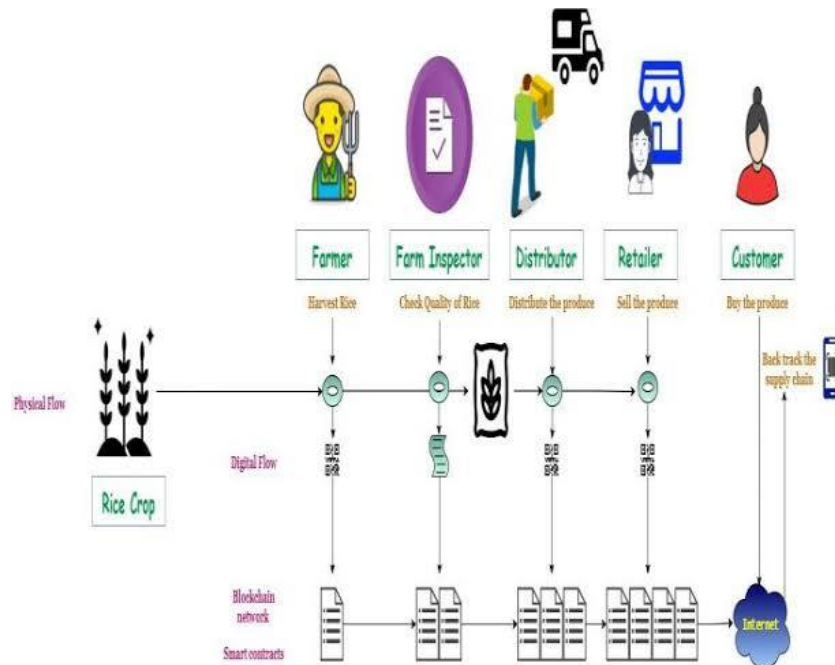 Farmer
Farm Inspector
Distributor
Retailer
Customer
Harvest Rice
Check Quality of Rice
Distribute the produce
Sell the produce
Buy the produce
Back track the
supply chain
Physical Flow
Digital Flow
Rice Crop
Blockchain
network
Internet
Smart contracts